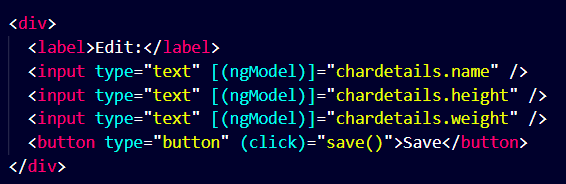 <div>
<label>Edit:</label>
<input type="text" [(ngModel)]="chardetails.name" />
<input type="text" [(ngModel)]="chardetails.height" />
<input type="text" [(ngModel)]="chardetails.weight" />
<button type="button" (click)="save()">Save</button>
</div>